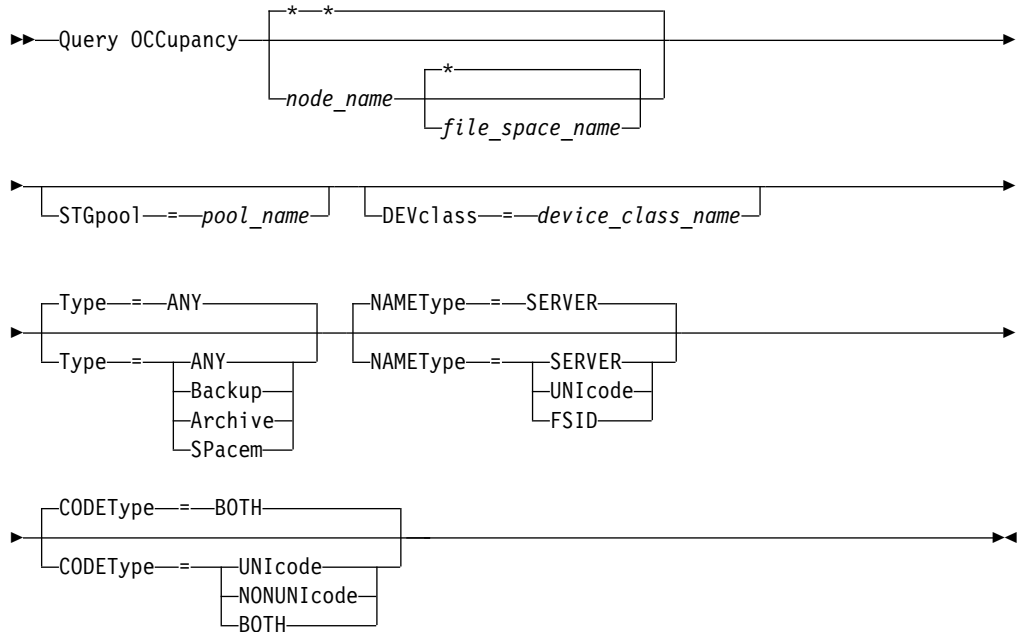 * *
Query OCCupancy
node_name
*
file_space_name
STGpool = pool_name DEVclass = device_class_name
Type = ANY NAMEType = SERVER
Type = ANY NAMEType = SERVER
Backup UNIcode
Archive FSID
SPacem
CODEType = BOTH
CODEType = UNIcode
NONUNIcode
BOTH